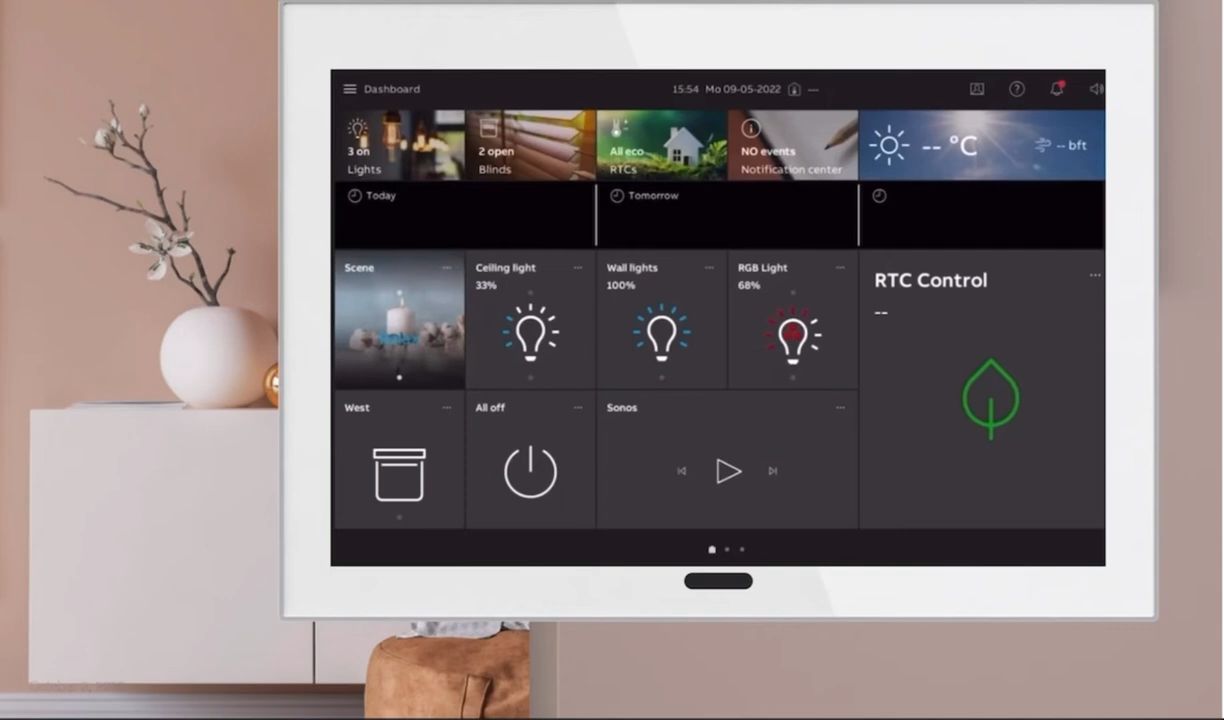 Dashboard
15:54 Mo 09-05-2022 ---
3 on
Lights
2 open
Blinds
All eco
RTCs
NO events
Notification center
-- °C
-- bft
Today
Tomorrow
Scene
Ceiling light
33%
Wall lights
100%
RGB Light
68%
RTC Control
--
West
All off
Sonos